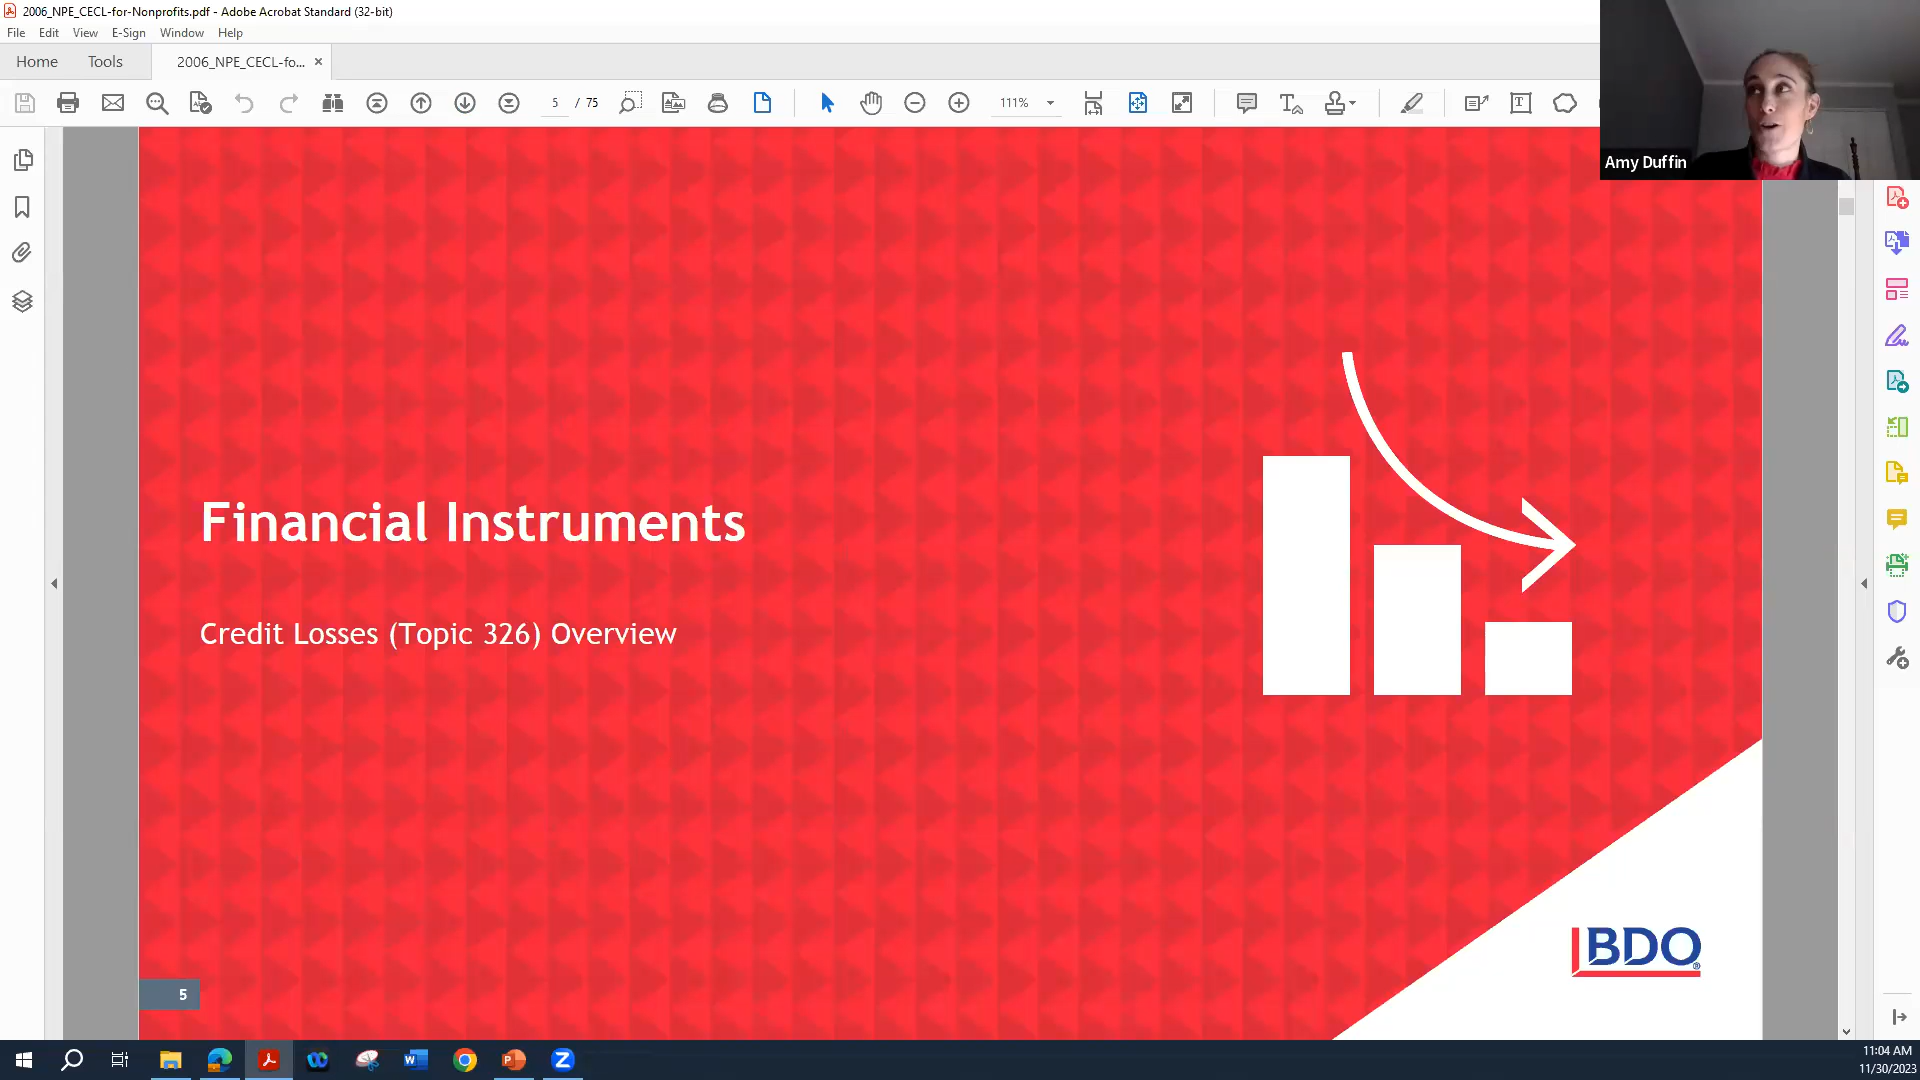 2006_NPE_CECL-for-Nonprofits.pdf - Adobe Acrobat Standard (32-bit)
File Edit View E-Sign Window Help
Home Tools 2006_NPE_CECL-fo... ×
5 / 75 111%
Amy Duffin
Financial Instruments
Credit Losses (Topic 326) Overview
BDO®
5
11:04 AM
11/30/2023